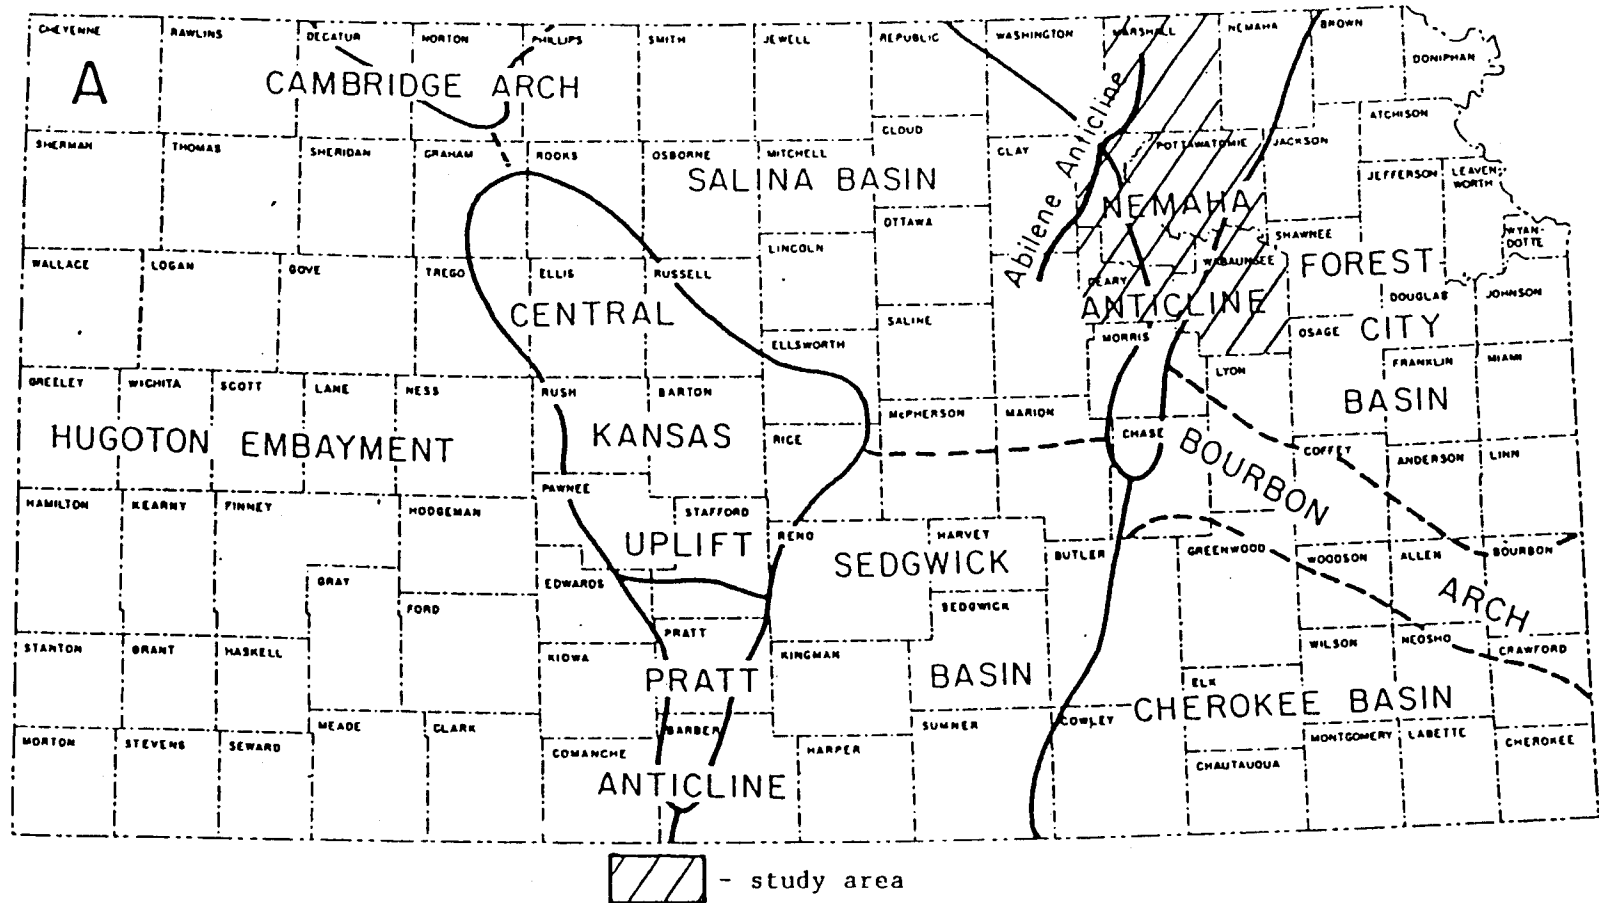 CHEYENNE RAWLINS DECATUR NORTON PHILLIPS SMITH JEWELL REPUBLIC WASHINGTON MARSHALL NEMAHA BROWN
DONIPHAN
A CAMBRIDGE ARCH
Abilene Anticline
ATCHISON
CLOUD
SHERMAN THOMAS SHERIDAN GRAHAM ROOKS OSBORNE MITCHELL CLAY POTTAWATOMIE JACKSON
JEFFERSON LEAVEN WORTH
SALINA BASIN
NEMAHA
OTTAWA
SHAWNEE WYAN-DOTTE
LINCOLN
WALLACE LOGAN GOVE TREGO ELLIS RUSSELL GEARY WABAUNSEE FOREST
DOUGLAS JOHNSON
CENTRAL ANTICLINE
SALINE OSAGE CITY
ELLSWORTH MORRIS
FRANKLIN MIAMI
LYON
GREELEY WICHITA SCOTT LANE NESS RUSH BARTON BASIN
McPHERSON MARION
HUGOTON EMBAYMENT KANSAS RICE CHASE BOURBON
COFFEY ANDERSON LINN
HAMILTON KEARNY FINNEY HODGEMAN PAWNEE STAFFORD
UPLIFT RENO HARVEY BUTLER GREENWOOD WOODSON ALLEN BOURBON
SEDGWICK
GRAY EDWARDS
FORD SEDGWICK ARCH
PRATT WILSON NEOSHO CRAWFORD
STANTON GRANT HASKELL KIOWA KINGMAN
PRATT BASIN ELK
CHEROKEE BASIN
MEADE CLARK BARBER SUMNER COWLEY
MORTON STEVENS SEWARD COMANCHE HARPER MONTGOMERY LABETTE CHEROKEE
CHAUTAUQUA
ANTICLINE
- study area